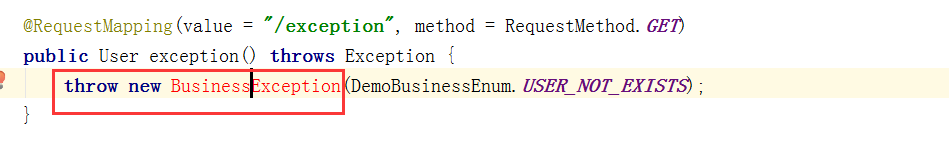 @RequestMapping(value = "/exception", method = RequestMethod.GET)
public User exception() throws Exception {
throw new BusinessException(DemoBusinessEnum.USER_NOT_EXISTS);
}